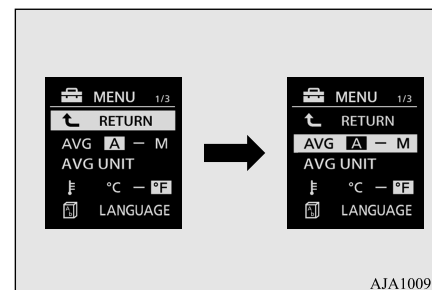 MENU 1/3
RETURN
AVG A – M
AVG UNIT
°C – °F
LANGUAGE
MENU 1/3
RETURN
AVG A – M
AVG UNIT
°C – °F
LANGUAGE
AJA1009